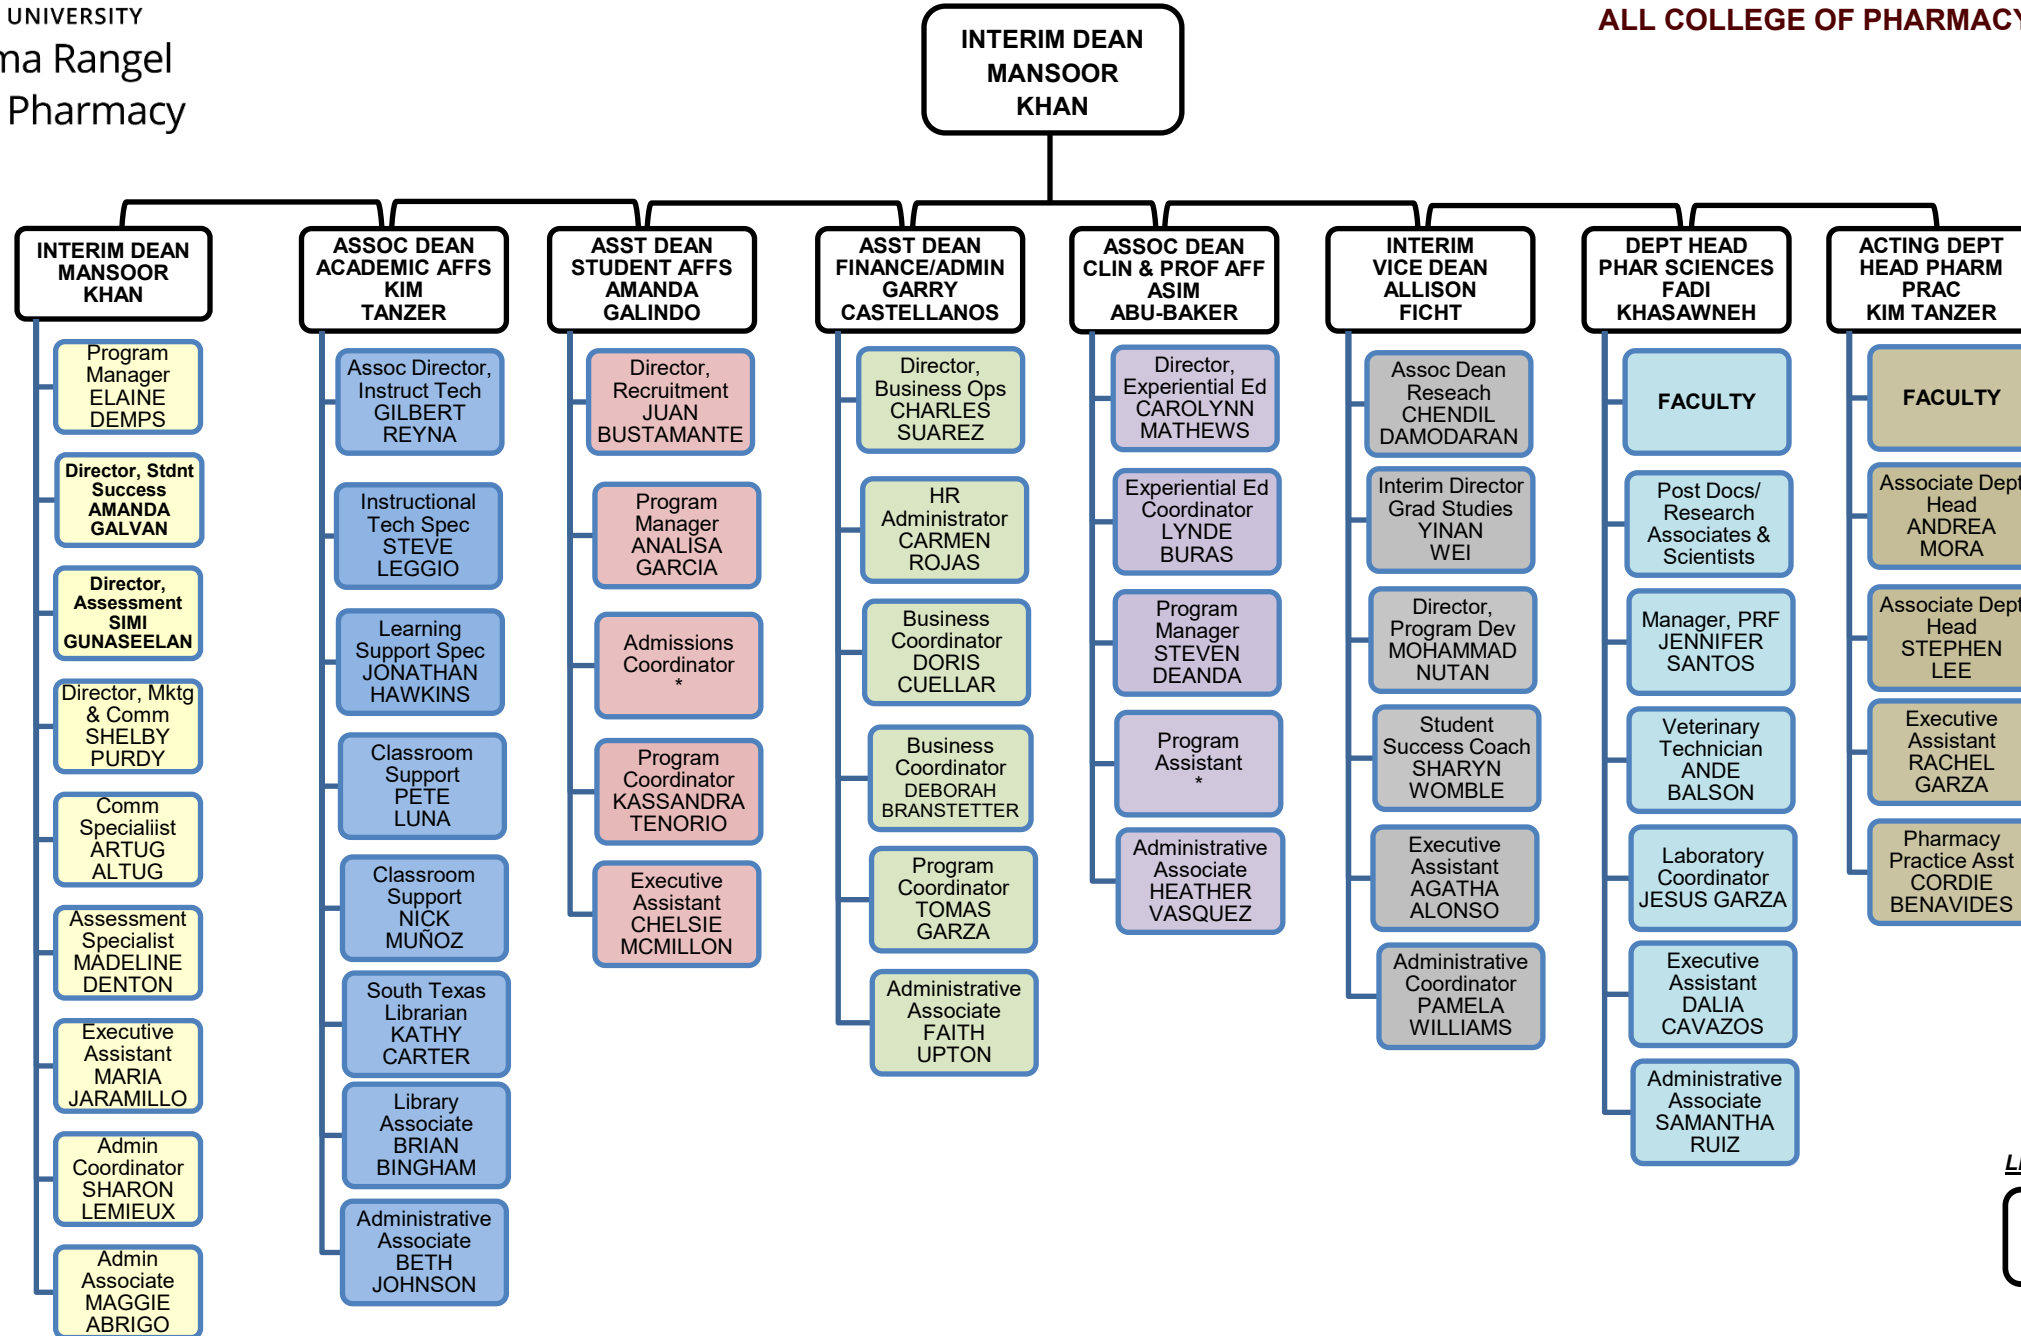 UNIVERSITY
ma Rangel
Pharmacy
ALL COLLEGE OF PHARMACY
INTERIM DEAN
MANSOOR
KHAN
INTERIM DEAN
MANSOOR
KHAN
Program
Manager
ELAINE
DEMPS
Director, Stdnt
Success
AMANDA
GALVAN
Director,
Assessment
SIMI
GUNASEELAN
Director, Mktg
& Comm
SHELBY
PURDY
Comm
Specialiist
ARTUG
ALTUG
Assessment
Specialist
MADELINE
DENTON
Executive
Assistant
MARIA
JARAMILLO
Admin
Coordinator
SHARON
LEMIEUX
Admin
Associate
MAGGIE
ABRIGO
ASSOC DEAN
ACADEMIC AFFS
KIM
TANZER
Assoc Director,
Instruct Tech
GILBERT
REYNA
Instructional
Tech Spec
STEVE
LEGGIO
Learning
Support Spec
JONATHAN
HAWKINS
Classroom
Support
PETE
LUNA
Classroom
Support
NICK
MUÑOZ
South Texas
Librarian
KATHY
CARTER
Library
Associate
BRIAN
BINGHAM
Administrative
Associate
BETH
JOHNSON
ASST DEAN
STUDENT AFFS
AMANDA
GALINDO
Director,
Recruitment
JUAN
BUSTAMANTE
Program
Manager
ANALISA
GARCIA
Admissions
Coordinator
*
Program
Coordinator
KASSANDRA
TENORIO
Executive
Assistant
CHELSIE
MCMILLON
ASST DEAN
FINANCE/ADMIN
GARRY
CASTELLANOS
Director,
Business Ops
CHARLES
SUAREZ
HR
Administrator
CARMEN
ROJAS
Business
Coordinator
DORIS
CUELLAR
Business
Coordinator
DEBORAH
BRANSTETTER
Program
Coordinator
TOMAS
GARZA
Administrative
Associate
FAITH
UPTON
ASSOC DEAN
CLIN & PROF AFF
ASIM
ABU-BAKER
Director,
Experiential Ed
CAROLYNN
MATHEWS
Experiential Ed
Coordinator
LYNDE
BURAS
Program
Manager
STEVEN
DEANDA
Program
Assistant
*
Administrative
Associate
HEATHER
VASQUEZ
INTERIM
VICE DEAN
ALLISON
FICHT
Assoc Dean
Reseach
CHENDIL
DAMODARAN
Interim Director
Grad Studies
YINAN
WEI
Director,
Program Dev
MOHAMMAD
NUTAN
Student
Success Coach
SHARYN
WOMBLE
Executive
Assistant
AGATHA
ALONSO
Administrative
Coordinator
PAMELA
WILLIAMS
DEPT HEAD
PHAR SCIENCES
FADI
KHASAWNEH
FACULTY
Post Docs/
Research
Associates &
Scientists
Manager, PRF
JENNIFER
SANTOS
Veterinary
Technician
ANDE
BALSON
Laboratory
Coordinator
JESUS GARZA
Executive
Assistant
DALIA
CAVAZOS
Administrative
Associate
SAMANTHA
RUIZ
ACTING DEPT
HEAD PHARM
PRAC
KIM TANZER
FACULTY
Associate Dept
Head
ANDREA
MORA
Associate Dept
Head
STEPHEN
LEE
Executive
Assistant
RACHEL
GARZA
Pharmacy
Practice Asst
CORDIE
BENAVIDES